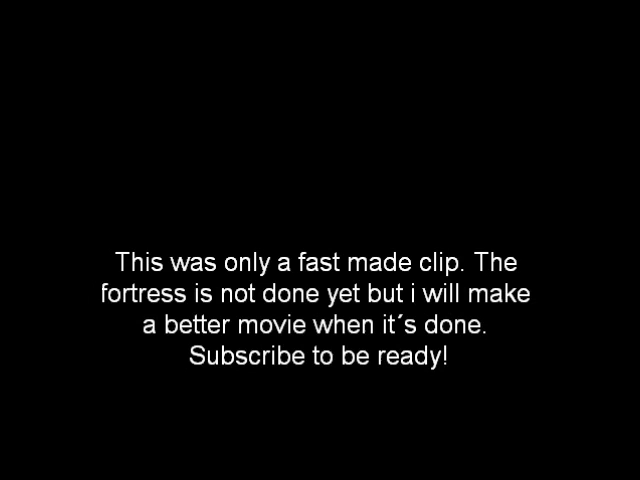 This was only a fast made clip. The
fortress is not done yet but i will make
a better movie when it´s done.
Subscribe to be ready!